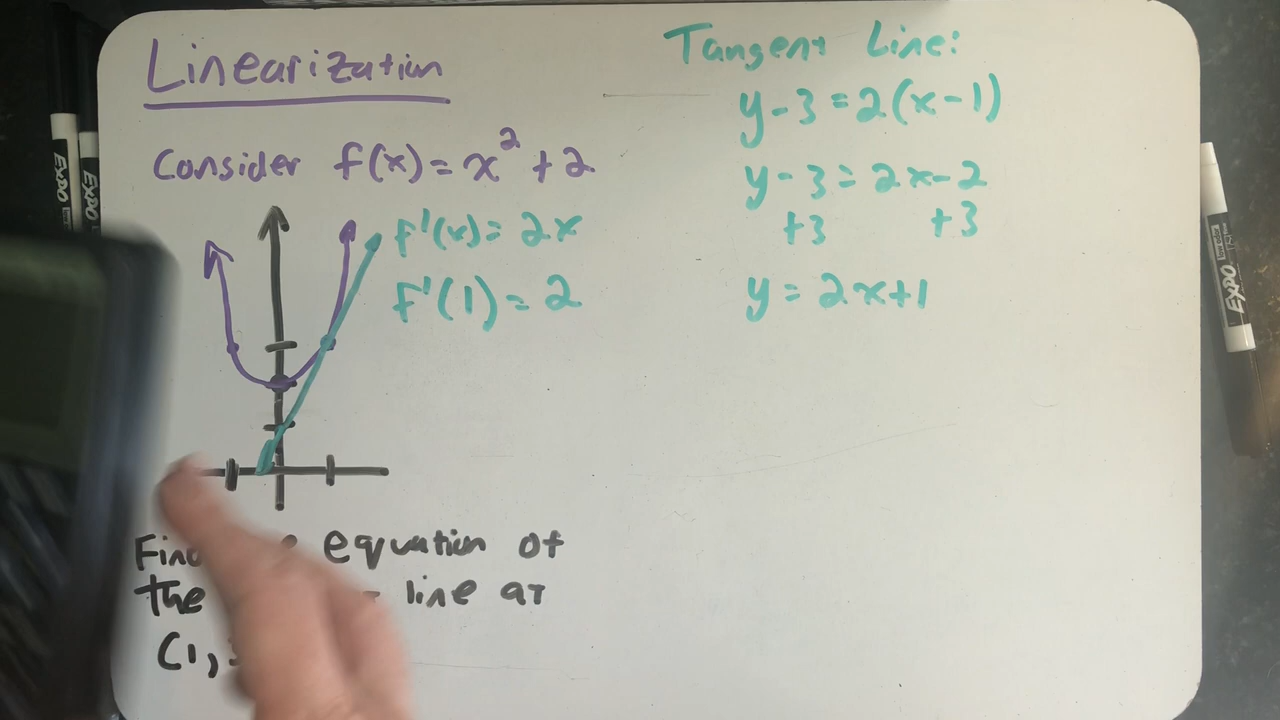 Linearization
Consider f(x) = x² + 2
f'(x) = 2x
f'(1) = 2
Find equation of
the line at
(1,
Tangent Line:
y - 3 = 2(x - 1)
y - 3 = 2x - 2
+3 +3
y = 2x + 1
EXPO
EXPO
EXPO